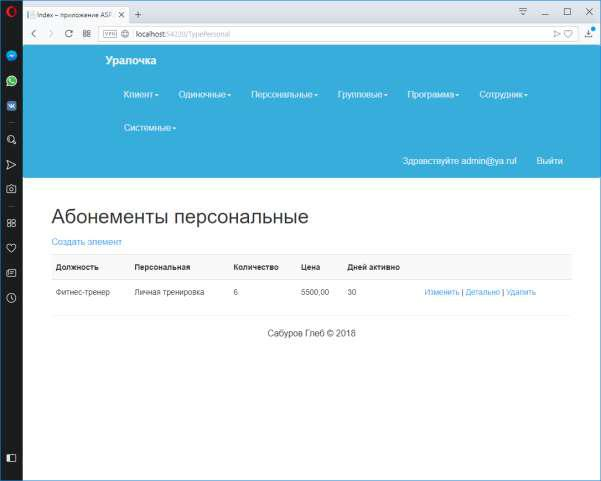 Index – приложение ASP
VPN localhost:54220/TypePersonal
Уралочка
Клиент Одиночные Персональные Групповые Программа Сотрудник
Системные
Здравствуйте admin@ya.ru! Выйти
Абонементы персональные
Создать элемент
Должность Персональная Количество Цена Дней активно
Фитнес-тренер Личная тренировка 6 5500,00 30 Изменить | Детально | Удалить
Сабуров Глеб © 2018